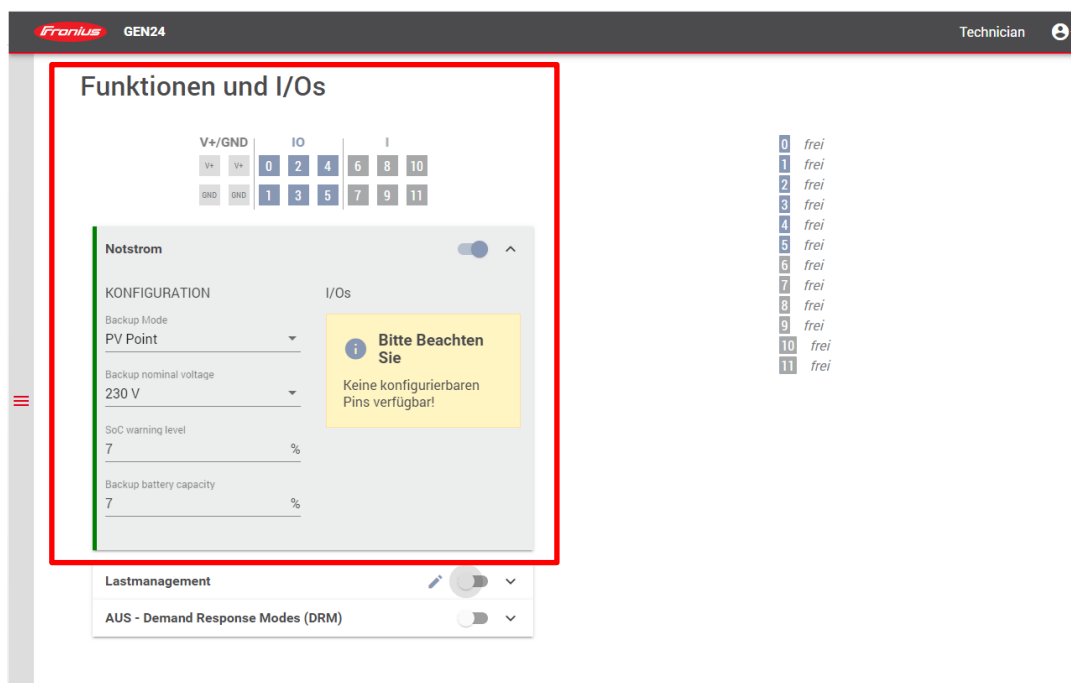 Fronius GEN24 Technician
Funktionen und I/Os
V+/GND IO I
V+ V+ 0 2 4 6 8 10
GND GND 1 3 5 7 9 11
Notstrom
KONFIGURATION
Backup Mode
PV Point
Backup nominal voltage
230 V
SoC warning level
7 %
Backup battery capacity
7 %
I/Os
Bitte Beachten
Sie
Keine konfigurierbaren
Pins verfügbar!
Lastmanagement
AUS - Demand Response Modes (DRM)
0 frei
1 frei
2 frei
3 frei
4 frei
5 frei
6 frei
7 frei
8 frei
9 frei
10 frei
11 frei